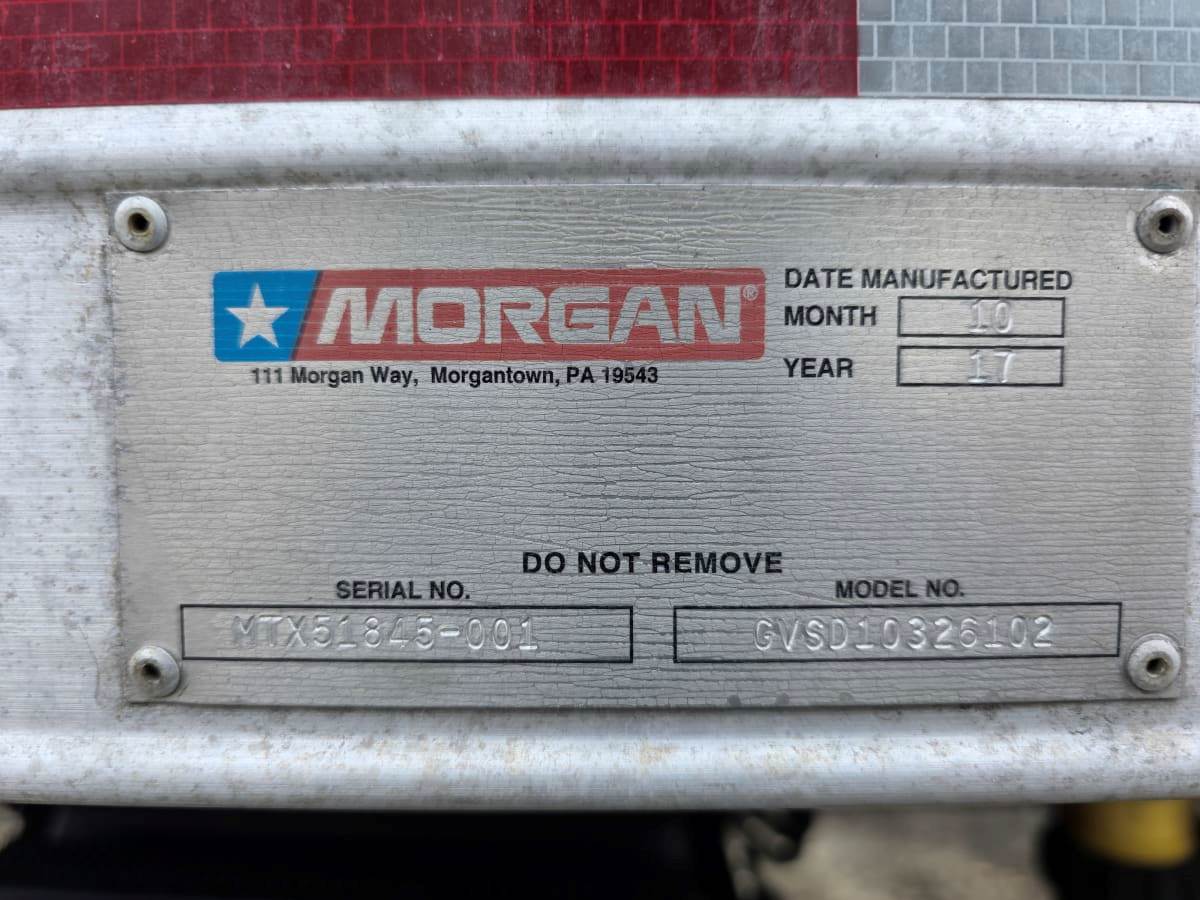 MORGAN®
111 Morgan Way, Morgantown, PA 19543
DATE MANUFACTURED
MONTH 10
YEAR 17
DO NOT REMOVE
SERIAL NO.
MTX51845-001
MODEL NO.
GVSD10326102